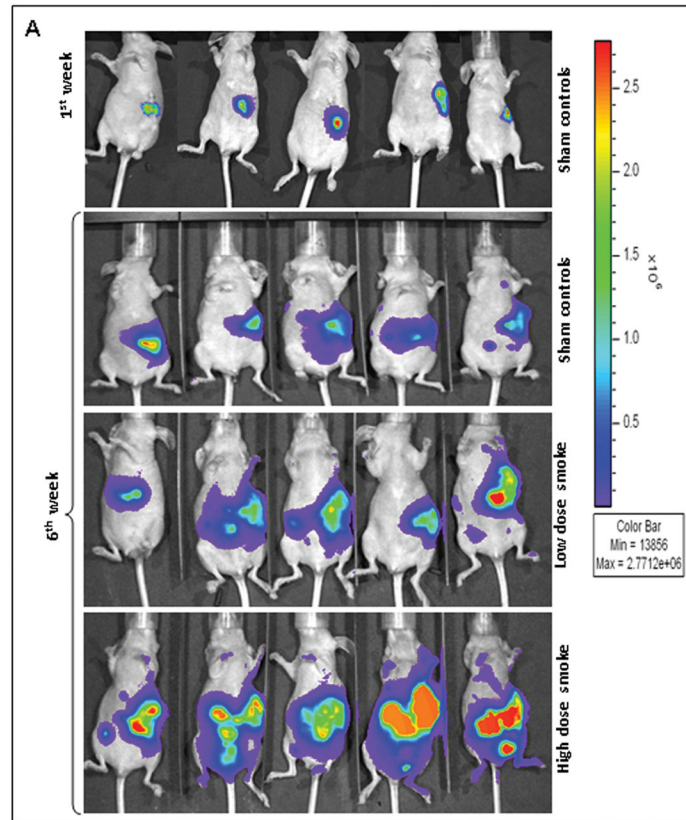 A
1st week
Sham controls
6th week
Sham controls
Low dose smoke
High dose smoke
2.5
2.0
1.5
×10⁶
1.0
0.5
Color Bar
Min = 13856
Max = 2.7712e+06